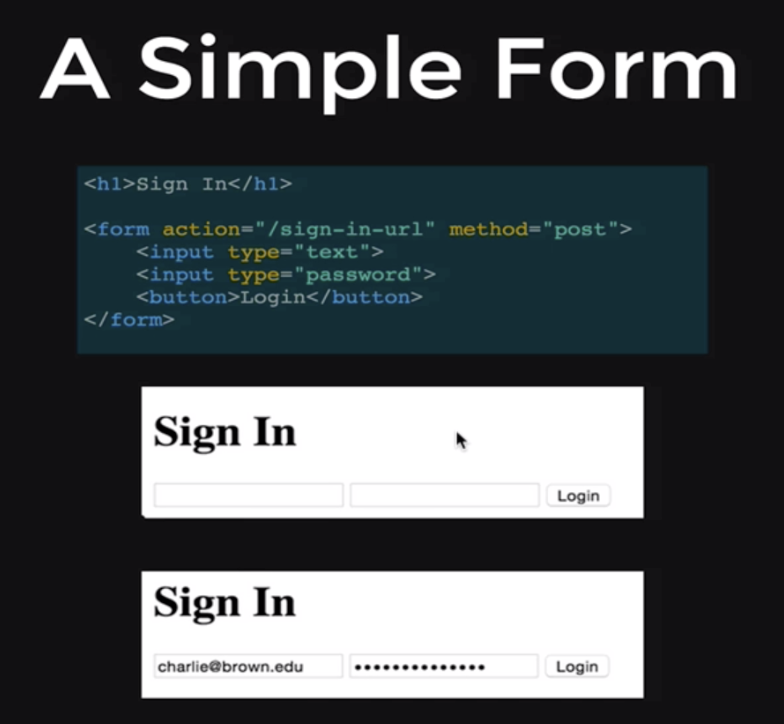 A Simple Form
<h1>Sign In</h1>
<form action="/sign-in-url" method="post">
    <input type="text">
    <input type="password">
    <button>Login</button>
</form>
Sign In
Login
Sign In
charlie@brown.edu •••••••••••••• Login